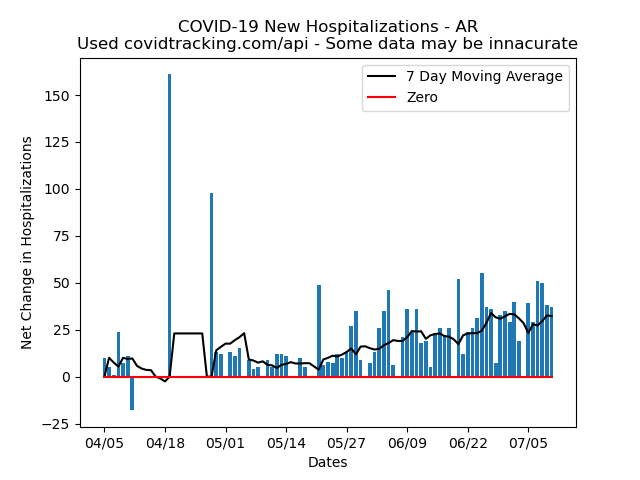 COVID-19 New Hospitalizations - AR
Used covidtracking.com/api - Some data may be innacurate
7 Day Moving Average
Zero
Net Change in Hospitalizations
150
125
100
75
50
25
0
−25
04/05 04/18 05/01 05/14 05/27 06/09 06/22 07/05
Dates